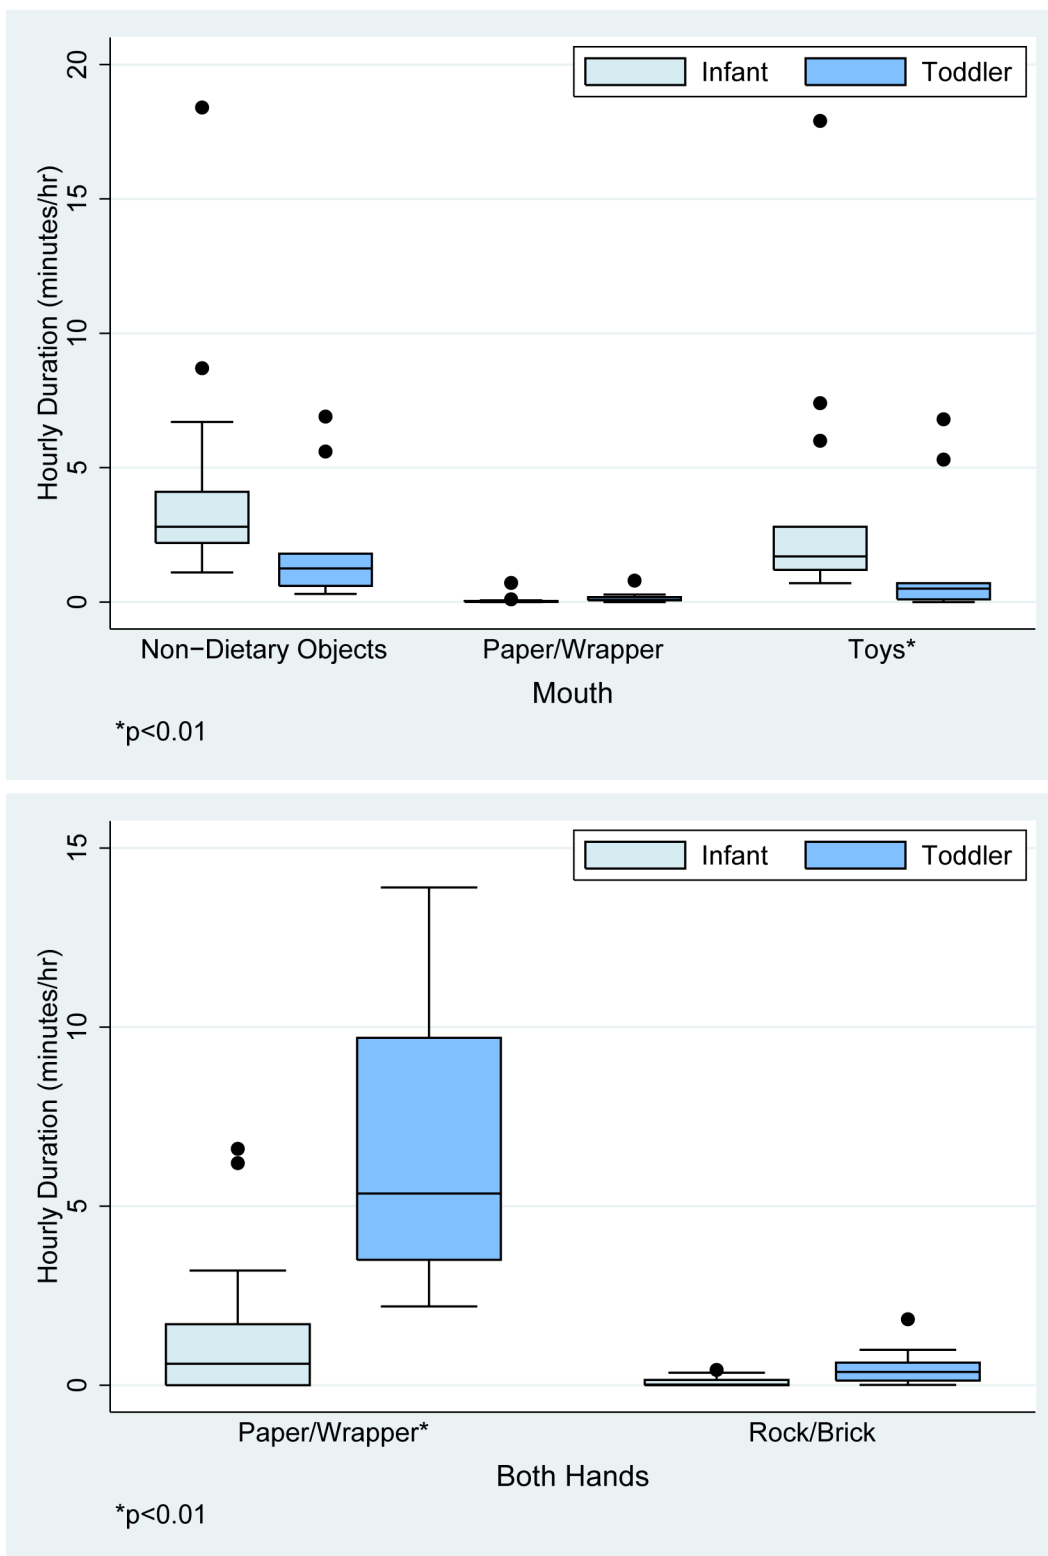 Infant Toddler
20
15
10
5
0
Hourly Duration (minutes/hr)
Non−Dietary Objects Paper/Wrapper Toys*
Mouth
*p<0.01
Infant Toddler
15
10
5
0
Hourly Duration (minutes/hr)
Paper/Wrapper* Rock/Brick
Both Hands
*p<0.01